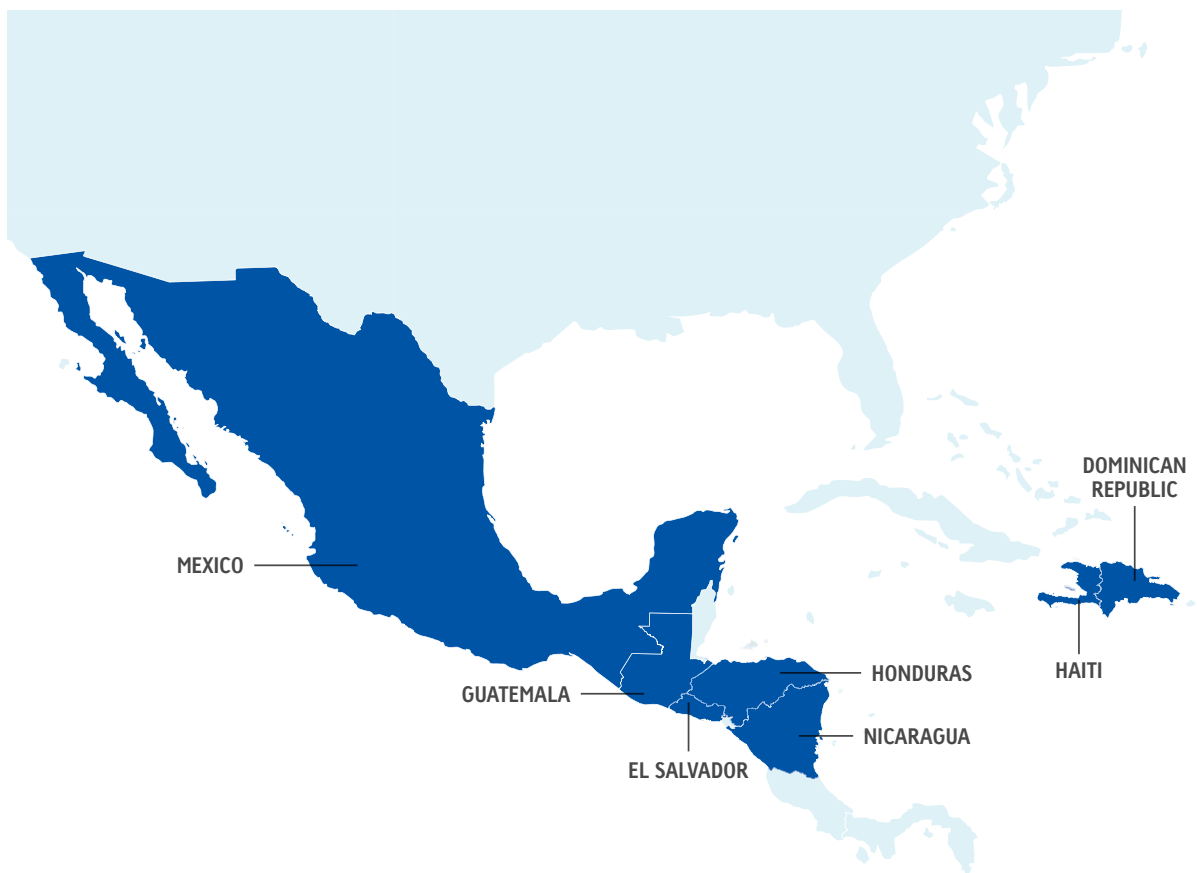 DOMINICAN
REPUBLIC
MEXICO
HAITI
HONDURAS
GUATEMALA
NICARAGUA
EL SALVADOR